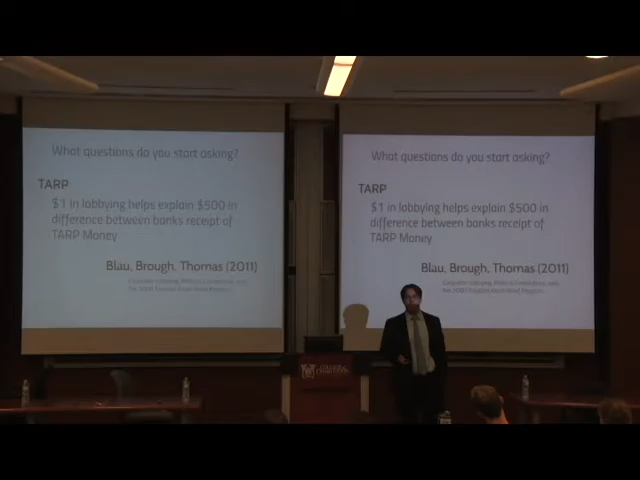 What questions do you start asking?
TARP
$1 in lobbying helps explain $500 in
difference between banks receipt of
TARP Money
Blau, Brough, Thomas (2011)
What questions do you start asking?
TARP
$1 in lobbying helps explain $500 in
difference between banks receipt of
TARP Money
Blau, Brough, Thomas (2011)